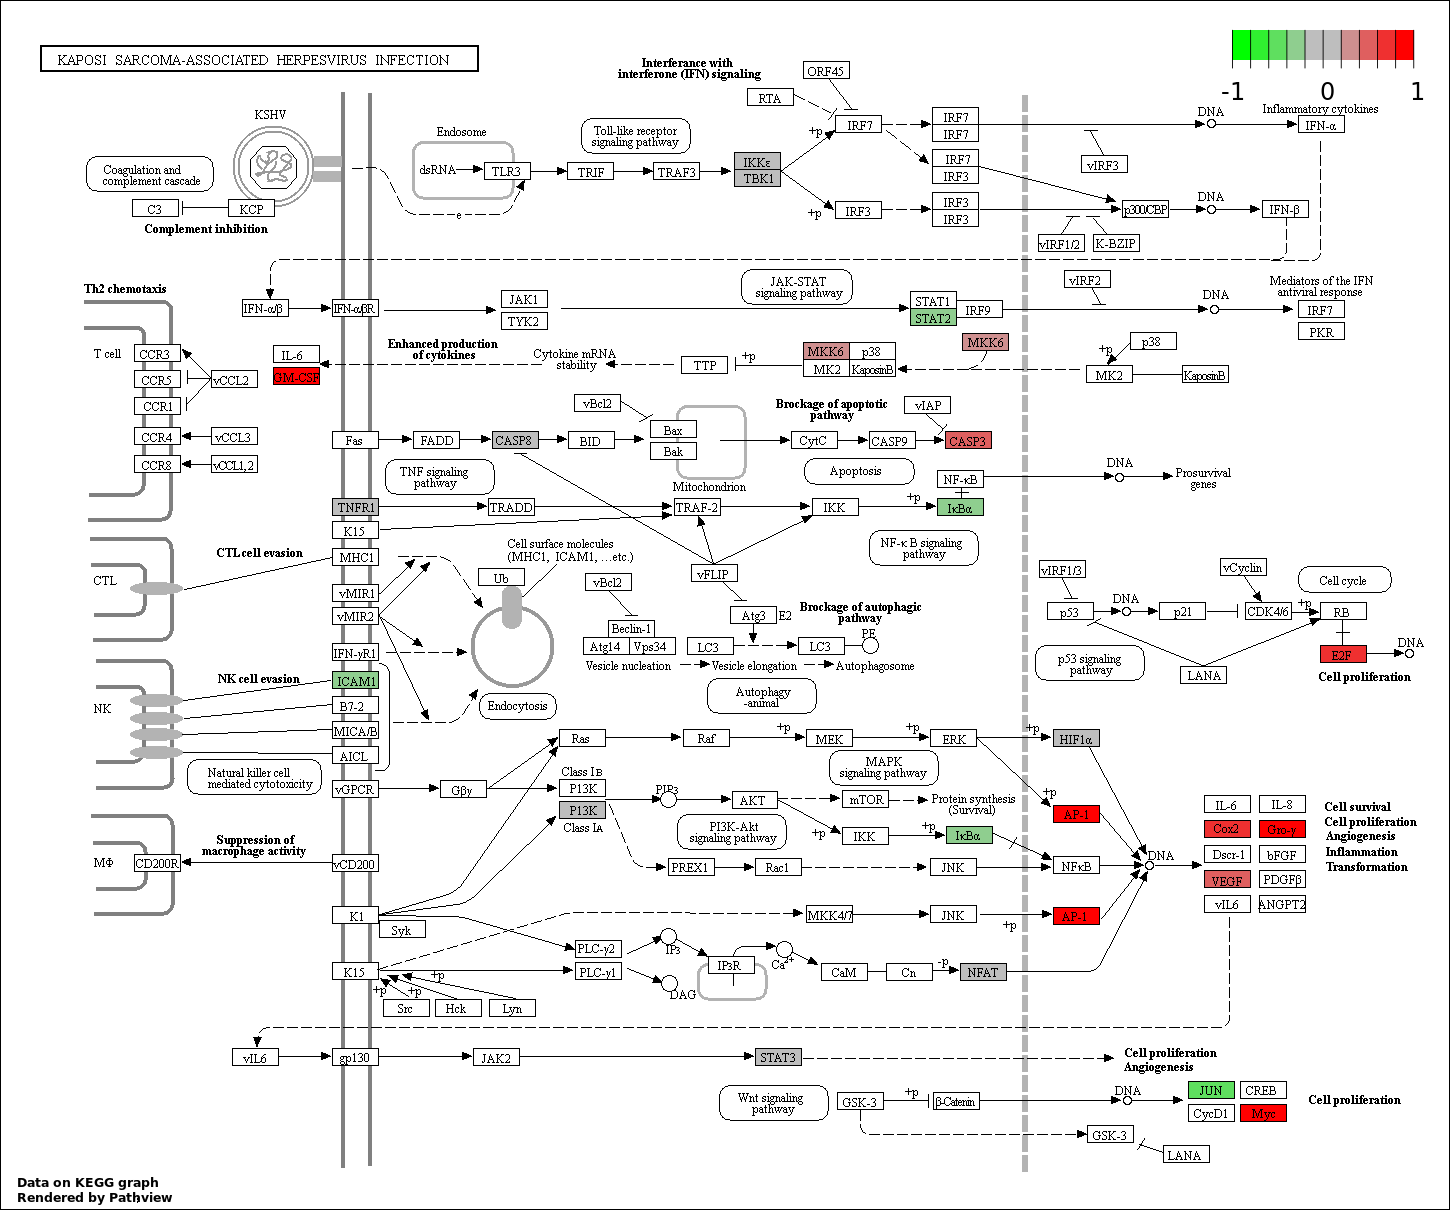 KAPOSI SARCOMA-ASSOCIATED HERPESVIRUS INFECTION
-1 0 1
Interferance with
interferone (IFN) signaling
ORF45
RTA
KSHV
Endosome
Toll-like receptor
signaling pathway
+p
IRF7
IRF7
IRF7
DNA
Inflammatory cytokines
IFN-α
Coagulation and
complement cascade
dsRNA
TLR3
TRIF
TRAF3
IKKε
TBK1
IRF7
IRF3
vIRF3
C3
KCP
Complement inhibition
e
+p
IRF3
IRF3
IRF3
p300/CBP
DNA
IFN-β
vIRF1/2
K-BZIP
Th2 chemotaxis
JAK-STAT
signaling pathway
vIRF2
Mediators of the IFN
antiviral response
IFN-α/β
IFN-α/βR
JAK1
TYK2
STAT1
STAT2
IRF9
DNA
IRF7
PKR
T cell
CCR3
CCR5
CCR1
CCR4
CCR8
vCCL2
vCCL3
vCCL1,2
IL-6
GM-CSF
Enhanced production
of cytokines
Cytokine mRNA
stability
TTP
+p
MKK6
p38
MK2
KaposinB
MKK6
+p
p38
MK2
KaposinB
vBcl2
Brockage of apoptotic
pathway
vIAP
Fas
FADD
CASP8
BID
Bax
Bak
CytC
CASP9
CASP3
TNF signaling
pathway
Mitochondrion
Apoptosis
NF-κB
DNA
Prosurvival
genes
TNFR1
TRADD
TRAF-2
IKK
+p
IκBα
K15
CTL cell evasion
MHC1
Cell surface molecules
(MHC1, ICAM1, ...etc.)
NF-κ B signaling
pathway
CTL
vMIR1
vMIR2
Ub
vBcl2
vFLIP
vIRF1/3
vCyclin
Cell cycle
Atg3
E2
Brockage of autophagic
pathway
p53
DNA
p21
CDK4/6
+p
RB
Beclin-1
Atg14
Vps34
LC3
LC3
PE
IFN-γR1
Vesicle nucleation
Vesicle elongation
Autophagosome
p53 signaling
pathway
LANA
E2F
DNA
Cell proliferation
NK
NK cell evasion
ICAM1
B7-2
MICA/B
AICL
Endocytosis
Autophagy
-animal
Ras
Raf
+p
MEK
+p
ERK
+p
HIF1α
Natural killer cell
mediated cytotoxicity
MAPK
signaling pathway
vGPCR
Gβγ
Class IB
P13K
P13K
Class IA
PIP3
AKT
mTOR
Protein synthesis
(Survival)
+p
AP-1
IL-6
IL-8
Cell survival
Cox2
Gro-γ
Cell proliferation
Angiogenesis
Dscr-1
bFGF
Inflammation
VEGF
PDGFβ
Transformation
vIL6
ANGPT2
PI3K-Akt
signaling pathway
+p
IKK
+p
IκBα
Suppression of
macrophage activity
MΦ
CD200R
vCD200
PREX1
Rac1
JNK
NFκB
DNA
K1
Syk
MKK4/7
JNK
+p
AP-1
PLC-γ2
IP3
K15
PLC-γ1
DAG
IP3R
Ca2+
CaM
Cn
-p
NFAT
+p
+p
+p
Src
Hck
Lyn
vIL6
gp130
JAK2
STAT3
Cell proliferation
Angiogenesis
Wnt signaling
pathway
GSK-3
+p
β-Catenin
DNA
JUN
CREB
CycD1
Myc
Cell proliferation
GSK-3
LANA
Data on KEGG graph
Rendered by Pathview